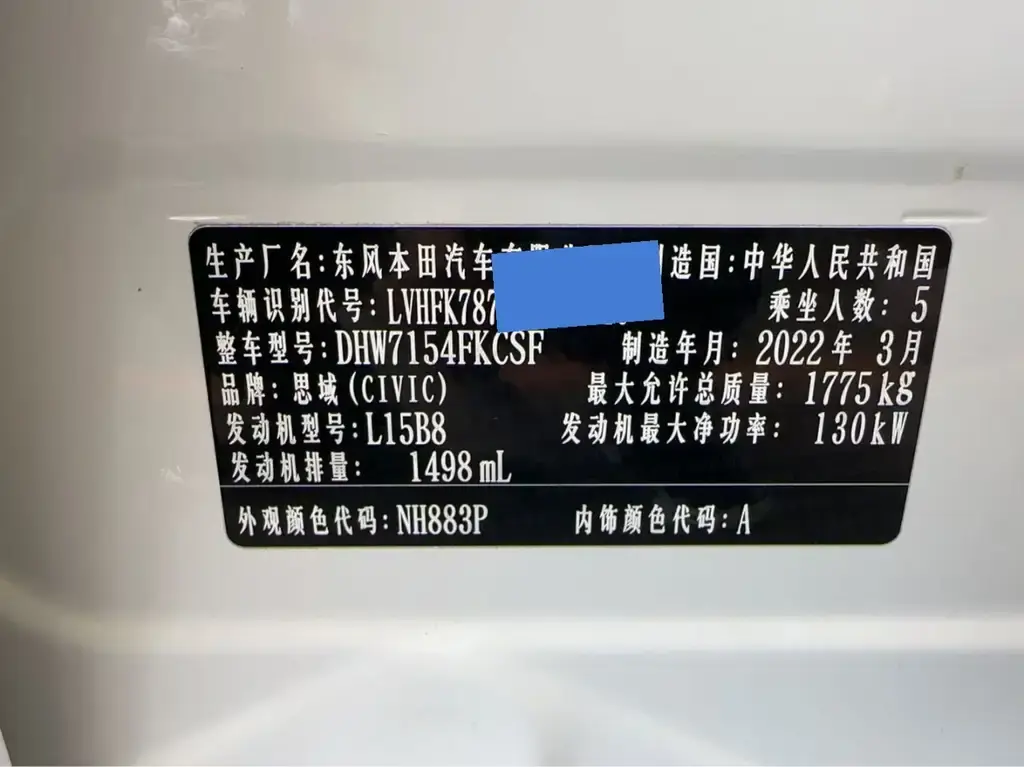 生产厂名:东风本田汽车 制造国:中华人民共和国
车辆识别代号:LVHFK787 乘坐人数:5
整车型号:DHW7154FKCSF 制造年月:2022年 3月
品牌:思域(CIVIC) 最大允许总质量:1775kg
发动机型号:L15B8 发动机最大净功率:130kW
发动机排量:1498mL
外观颜色代码:NH883P 内饰颜色代码:A